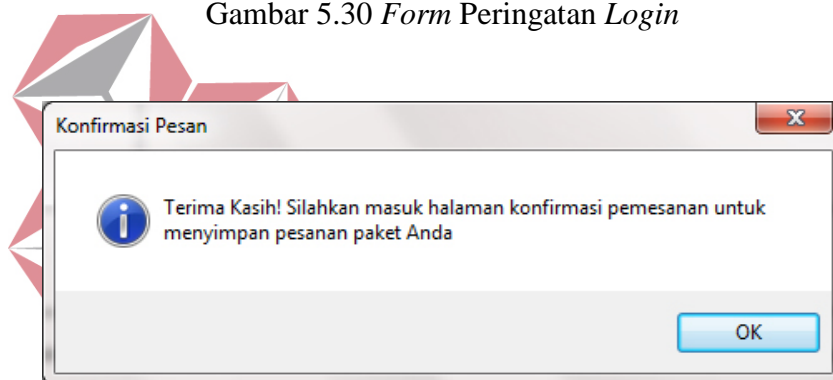 Gambar 5.30 Form Peringatan Login
Konfirmasi Pesan
Terima Kasih! Silahkan masuk halaman konfirmasi pemesanan untuk
menyimpan pesanan paket Anda
OK